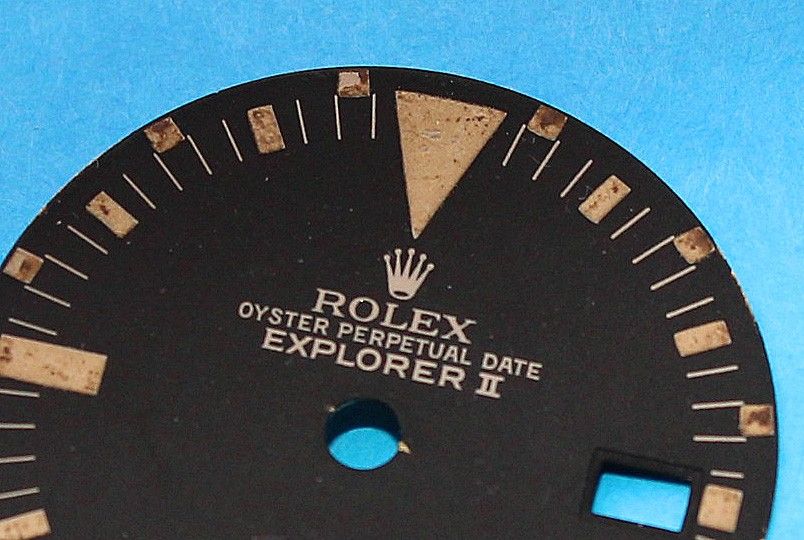 ROLEX
OYSTER PERPETUAL DATE
EXPLORER II